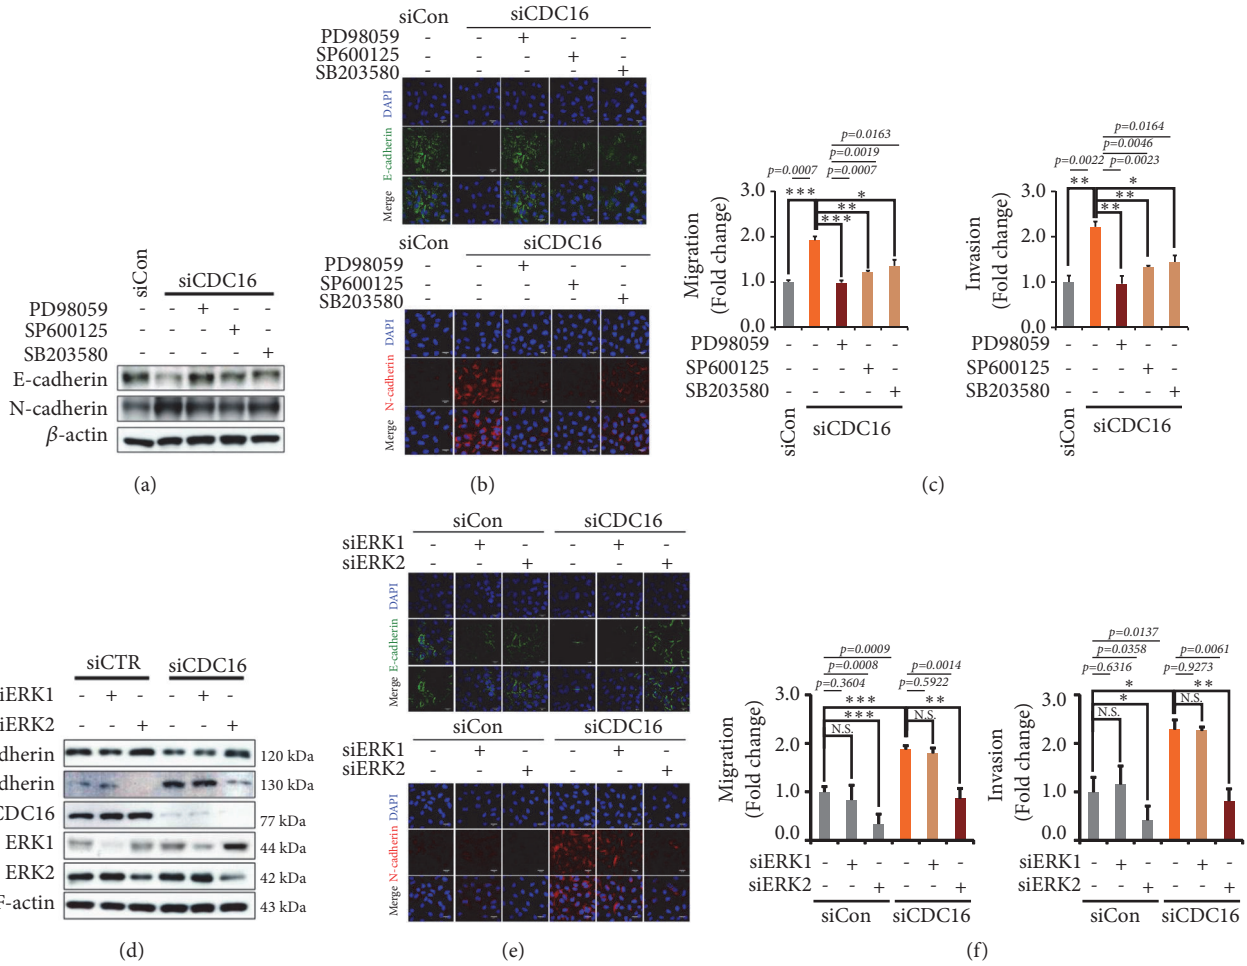 siCon siCDC16
PD98059 - - + - -
SP600125 - - - + -
SB203580 - - - - +
E-cadherin
N-cadherin
β-actin
(a)
siCon siCDC16
PD98059 - - + - -
SP600125 - - - + -
SB203580 - - - - +
DAPI
E-cadherin
Merge
siCon siCDC16
PD98059 - - + - -
SP600125 - - - + -
SB203580 - - - - +
DAPI
N-cadherin
Merge
(b)
p=0.0163
p=0.0019
p=0.0007 p=0.0007
*** *
**
***
Migration
(Fold change)
3.0
2.0
1.0
0.0
PD98059 - - + - -
SP600125 - - - + -
SB203580 - - - - +
siCon siCDC16
p=0.0164
p=0.0046
p=0.0022 p=0.0023
** *
**
**
Invasion
(Fold change)
3.0
2.0
1.0
0.0
PD98059 - - + - -
SP600125 - - - + -
SB203580 - - - - +
siCon siCDC16
(c)
siCTR siCDC16
iERK1 - + - - + -
iERK2 - - + - - +
adherin 120 kDa
adherin 130 kDa
CDC16 77 kDa
ERK1 44 kDa
ERK2 42 kDa
F-actin 43 kDa
(d)
siCon siCDC16
siERK1 - + - - + -
siERK2 - - + - - +
DAPI
E-cadherin
Merge
siCon siCDC16
siERK1 - + - - + -
siERK2 - - + - - +
DAPI
N-cadherin
Merge
(e)
p=0.0009
p=0.0008 p=0.0014
p=0.3604 p=0.5922
*** **
*** N.S.
N.S.
Migration
(Fold change)
3.0
2.0
1.0
0.0
siERK1 - + - - + -
siERK2 - - + - - +
siCon siCDC16
p=0.0137
p=0.0358 p=0.0061
p=0.6316 p=0.9273
* **
* N.S.
N.S.
Invasion
(Fold change)
3.0
2.0
1.0
0.0
siERK1 - + - - + -
siERK2 - - + - - +
siCon siCDC16
(f)